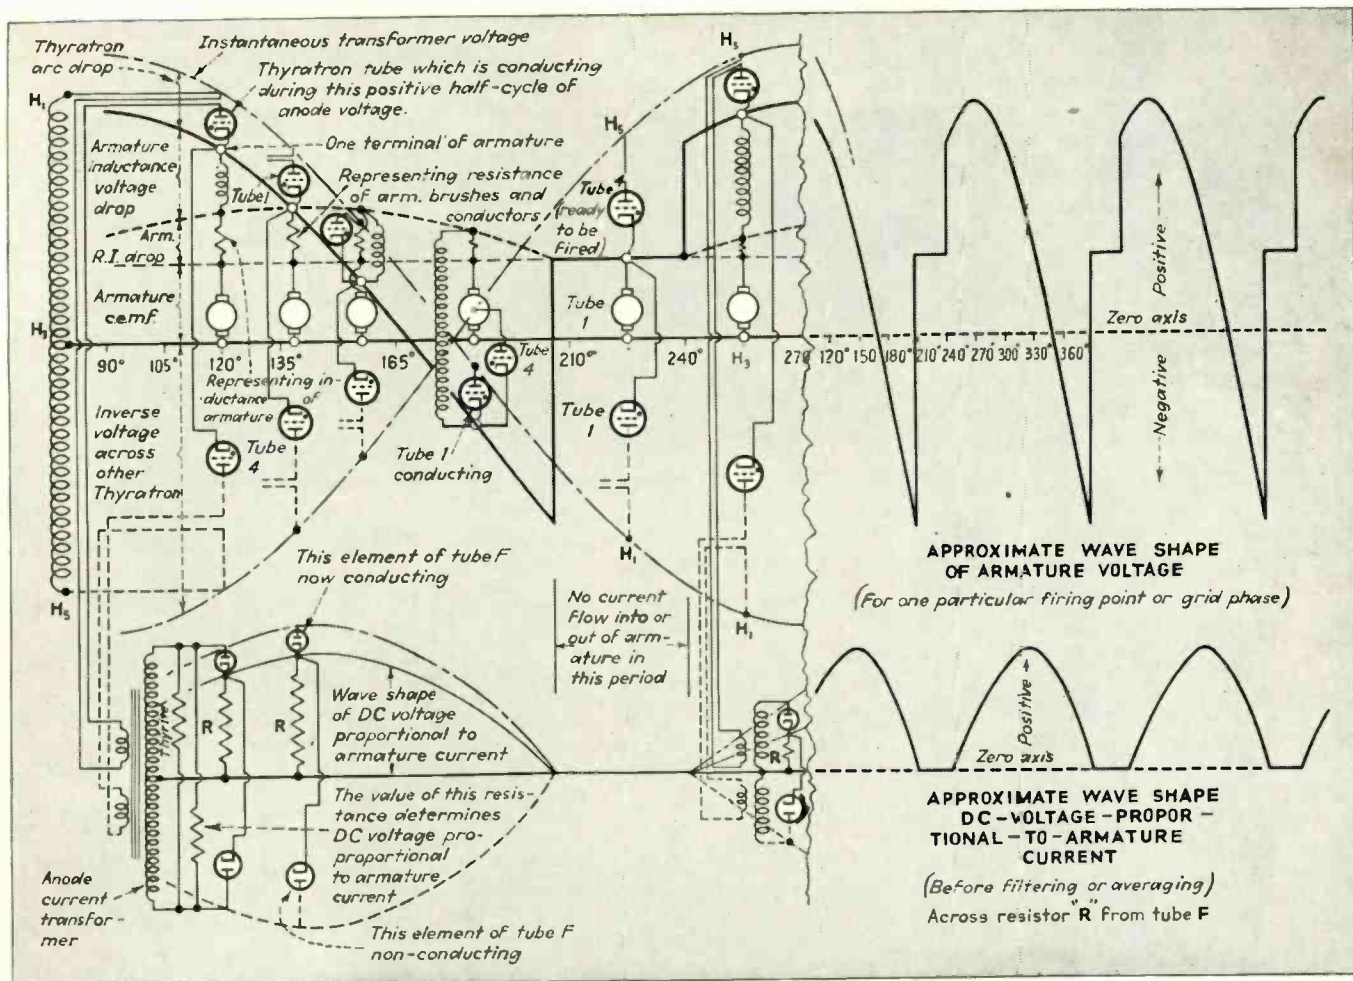 Thyratron
arc drop
Instantaneous transformer voltage
Thyratron tube which is conducting
during this positive half-cycle of
anode voltage.
H₁
Armature
inductance
voltage
drop
One terminal of armature
Tube 1
Representing resistance
of arm. brushes and
conductors
Arm.
R.I. drop
Armature
c.e.m.f.
H₃
90°
105°
120°
135°
165°
210°
240°
270
Representing in-
ductance of
armature
Inverse
voltage
across
other
Thyratron
Tube
4
Tube 1
conducting
Tube
4
H₅
Tube
4
(ready
to be
fired)
Tube
1
Tube
1
H₁
H₅
H₃
H₁
H₅
This element of tube F
now conducting
No current
flow into or
out of arm-
ature in
this period
Thyrite
R
R
Wave shape
of DC voltage
proportional to
armature current
The value of this resis-
tance determines
DC voltage pro-
proportional
to armature
current
Anode
current
transfor-
mer
This element of tube F
non-conducting
R
Positive
Zero axis
Negative
120° 150° 180° 210° 240° 270° 300° 330° 360°
APPROXIMATE WAVE SHAPE
OF ARMATURE VOLTAGE
(For one particular firing point or grid phase)
Positive
Zero axis
APPROXIMATE WAVE SHAPE
DC-VOLTAGE-PROPOR-
TIONAL-TO-ARMATURE
CURRENT
(Before filtering or averaging)
Across resistor "R" from tube F